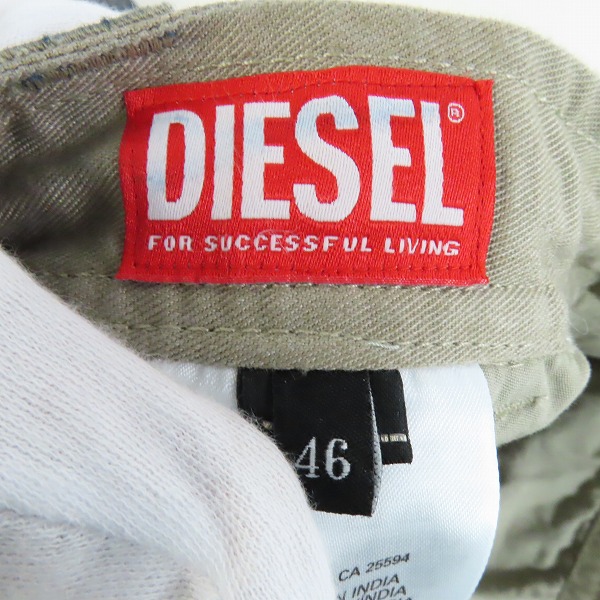 DIESEL®
FOR SUCCESSFUL LIVING
46
CA 25594
INDIA
INDIA